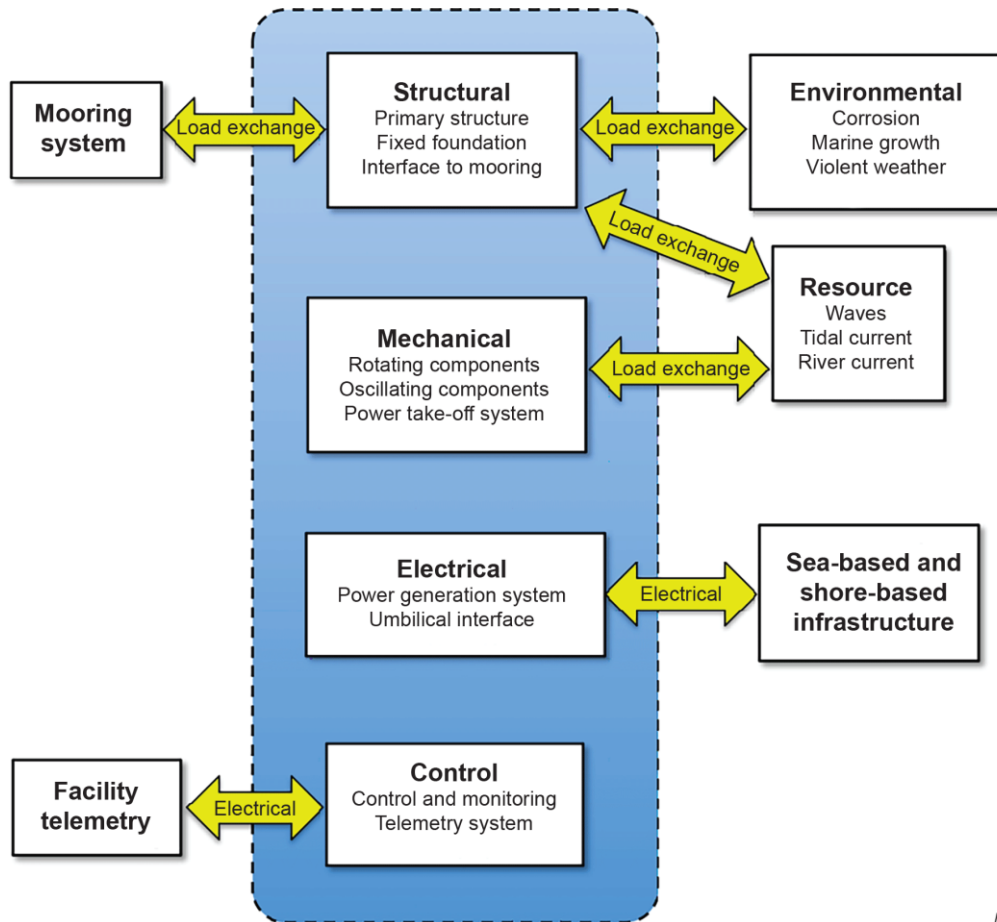 Mooring
system
Load exchange
Structural
Primary structure
Fixed foundation
Interface to mooring
Load exchange
Environmental
Corrosion
Marine growth
Violent weather
Load exchange
Resource
Waves
Tidal current
River current
Mechanical
Rotating components
Oscillating components
Power take-off system
Load exchange
Electrical
Power generation system
Umbilical interface
Electrical
Sea-based and
shore-based
infrastructure
Facility
telemetry
Electrical
Control
Control and monitoring
Telemetry system